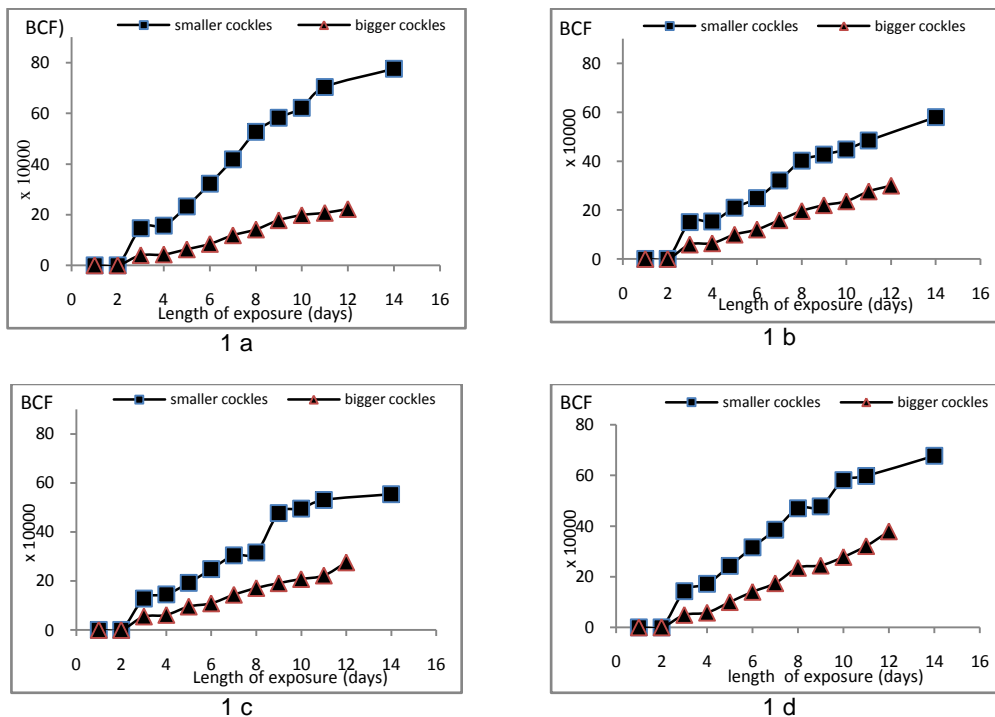 BCF)
smaller cockles
bigger cockles
80
60
40
20
0
x 10000
0 2 4 6 8 10 12 14 16
Length of exposure (days)
1 a
BCF
smaller cockles
bigger cockles
80
60
40
20
0
x 10000
0 2 4 6 8 10 12 14 16
Length of exposure (days)
1 b
BCF
smaller cockles
bigger cockles
80
60
40
20
0
x 10000
0 2 4 6 8 10 12 14 16
Length of exposure (days)
1 c
BCF
smaller cockles
bigger cockles
80
60
40
20
0
x 10000
0 2 4 6 8 10 12 14 16
length of exposure (days)
1 d